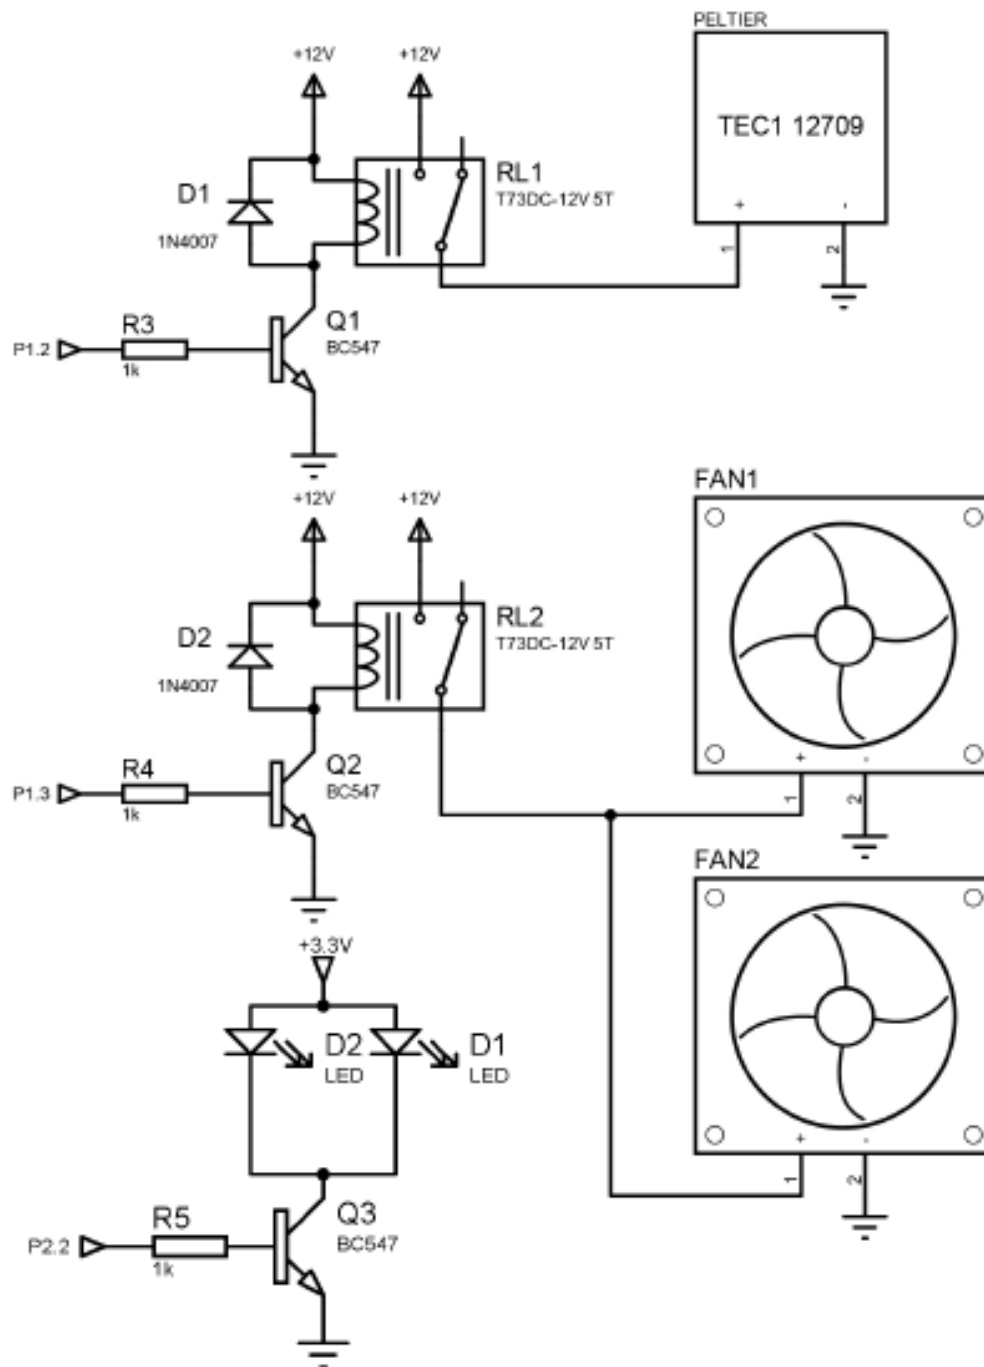 PELTIER
+12V
+12V
TEC1 12709
RL1
T73DC-12V 5T
D1
1N4007
+
-
1
2
R3
Q1
BC547
P1.2
1k
FAN1
+12V
+12V
RL2
T73DC-12V 5T
D2
1N4007
R4
Q2
BC547
P1.3
1k
+
-
1
2
FAN2
+3.3V
D2
LED
D1
LED
+
-
1
2
R5
Q3
BC547
P2.2
1k